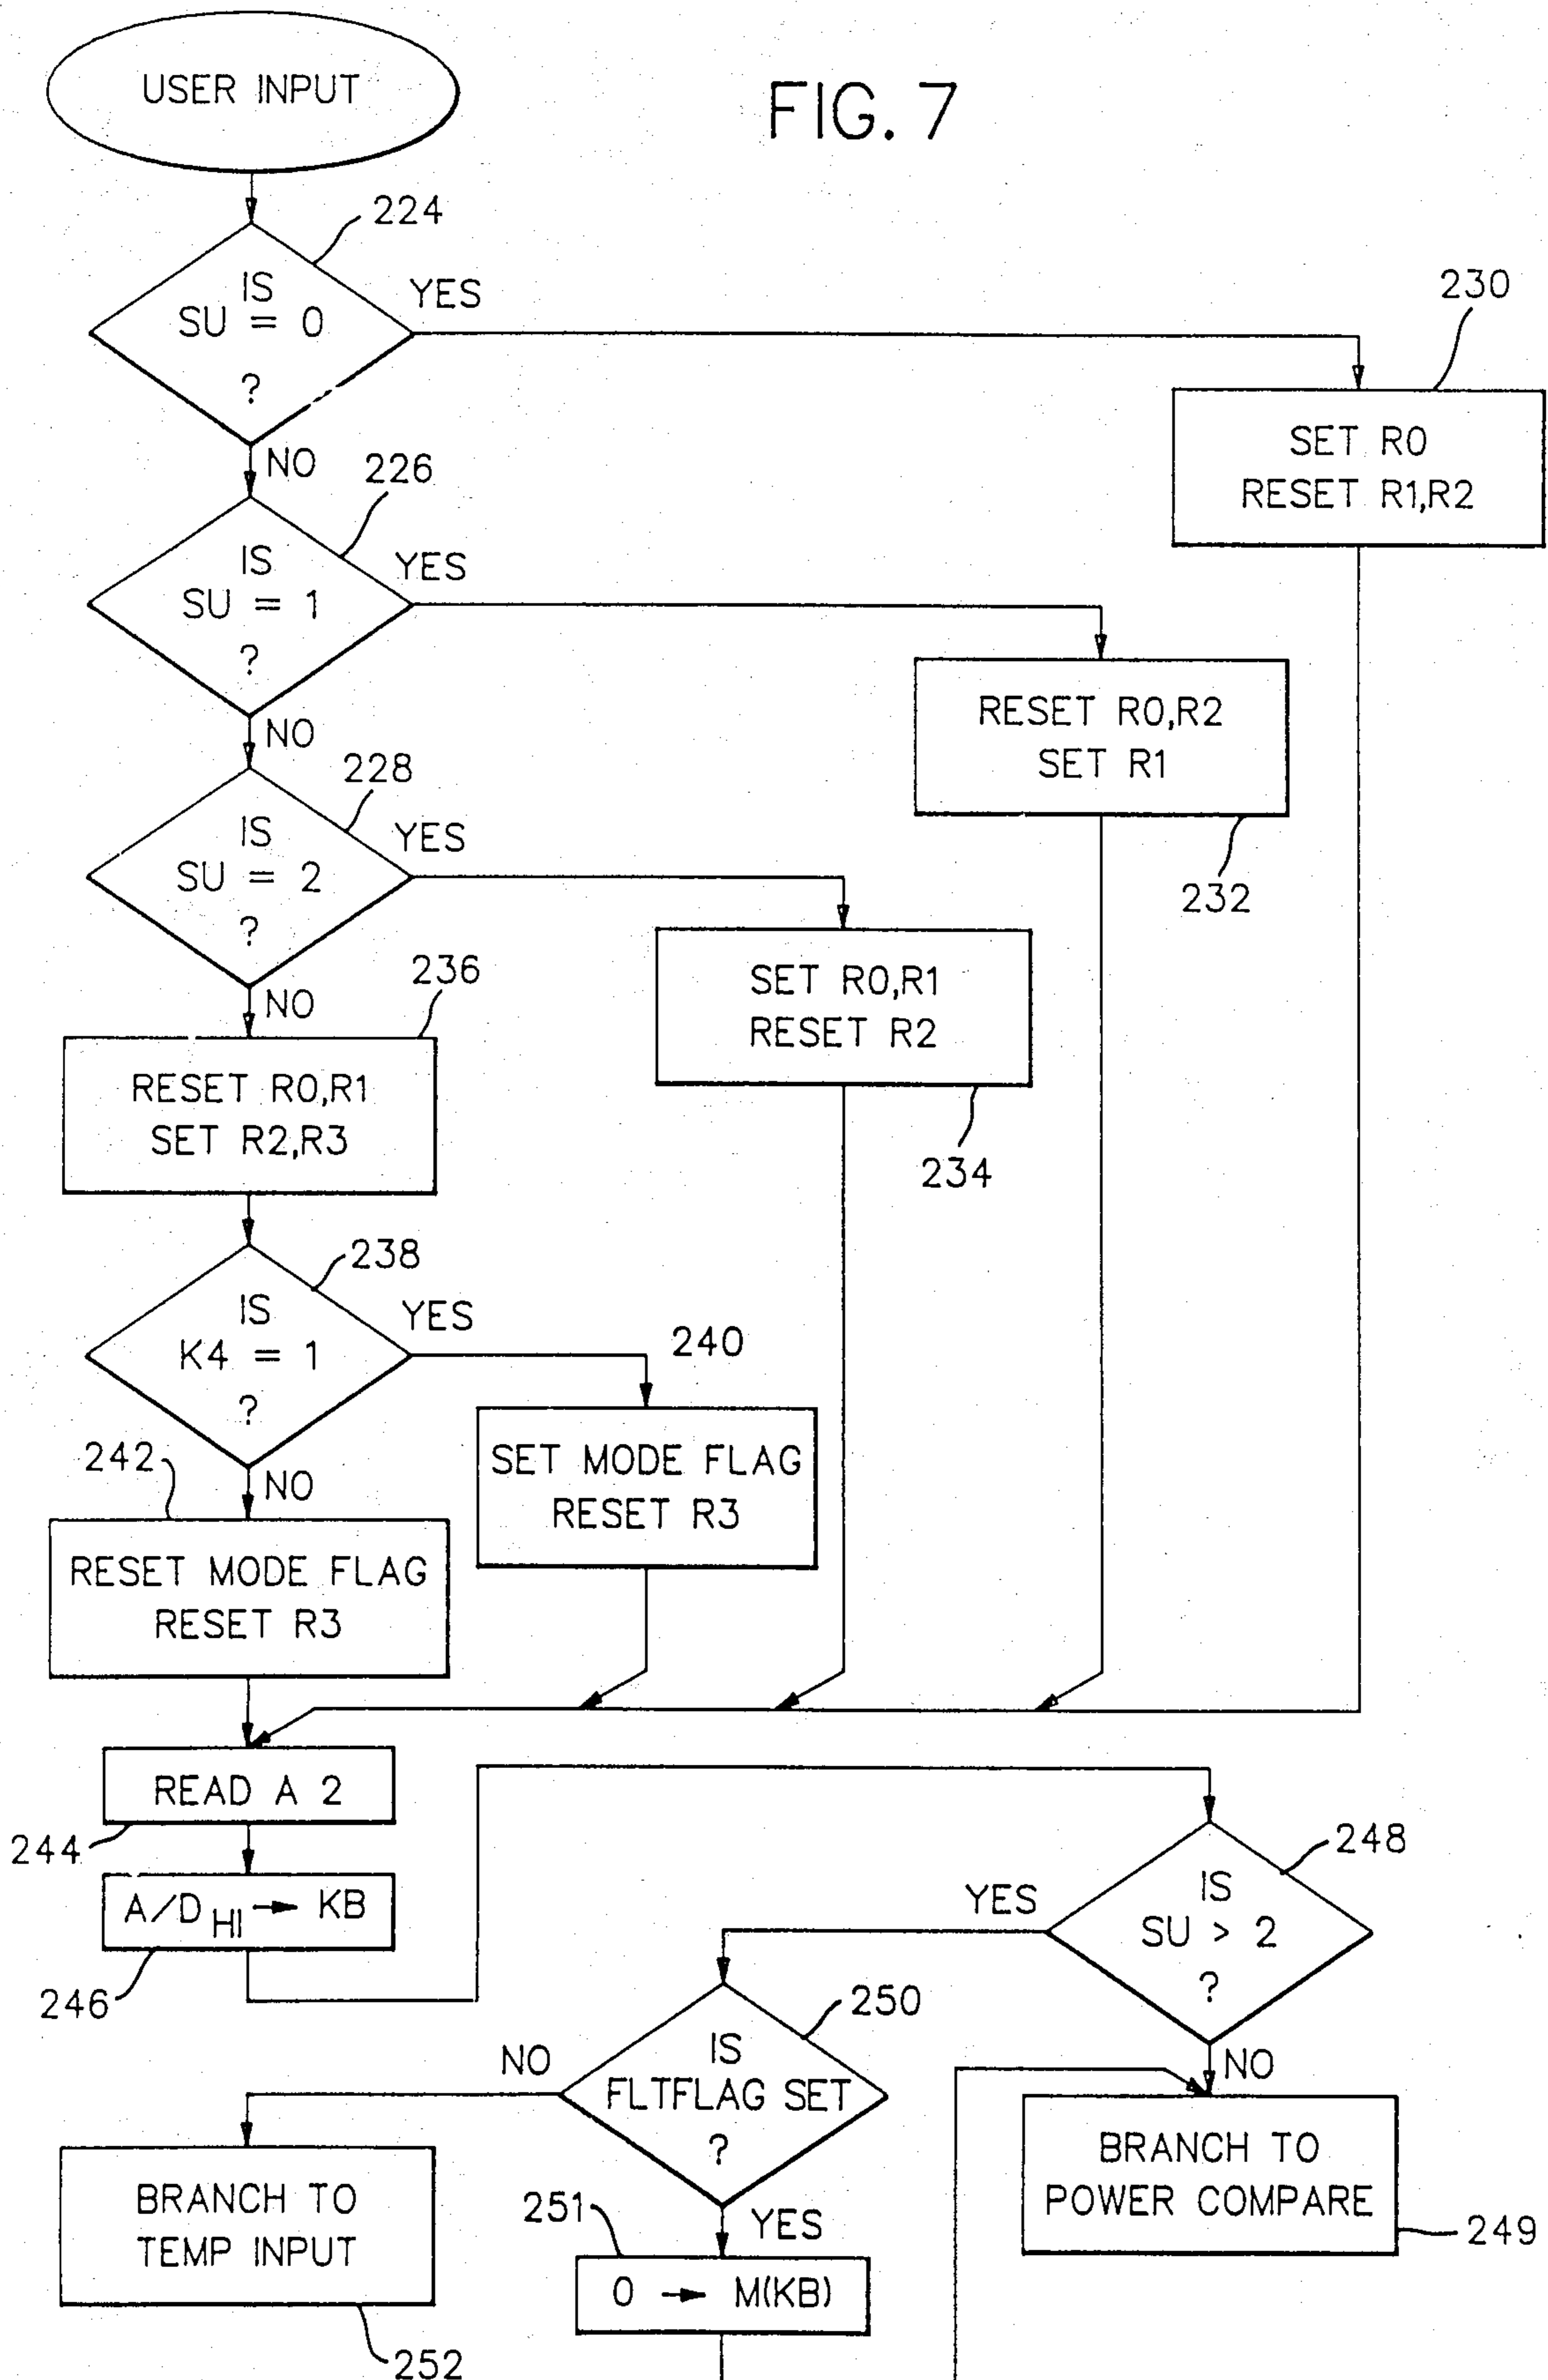 USER INPUT
FIG. 7
224
IS
SU = 0
?
YES
NO
230
SET R0
RESET R1,R2
226
IS
SU = 1
?
YES
NO
RESET R0,R2
SET R1
232
228
IS
SU = 2
?
YES
NO
SET R0,R1
RESET R2
234
236
RESET R0,R1
SET R2,R3
238
IS
K4 = 1
?
YES
NO
240
SET MODE FLAG
RESET R3
242
RESET MODE FLAG
RESET R3
READ A 2
244
A/D HI → KB
246
248
IS
SU > 2
?
YES
NO
250
IS
FLTFLAG SET
?
NO
YES
BRANCH TO
POWER COMPARE
249
BRANCH TO
TEMP INPUT
252
251
0 → M(KB)